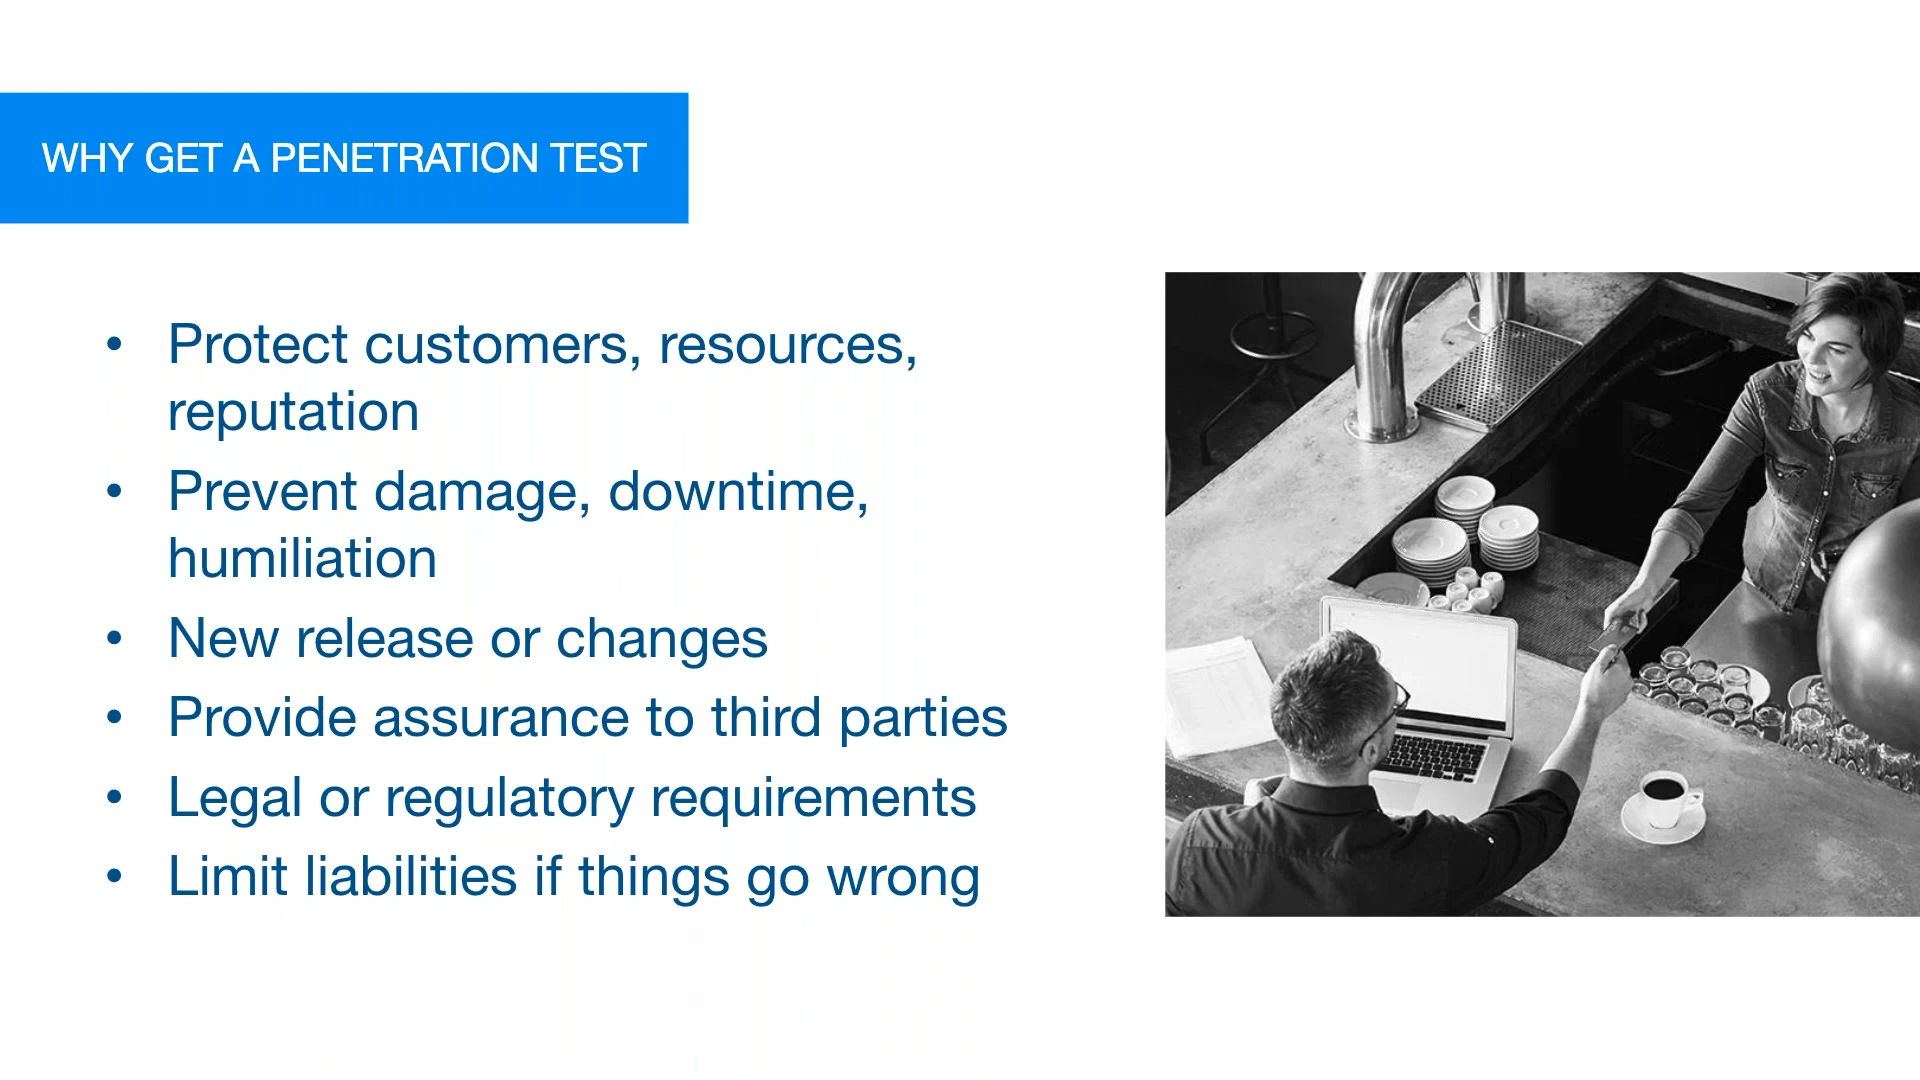 WHY GET A PENETRATION TEST
• Protect customers, resources,
reputation
• Prevent damage, downtime,
humiliation
• New release or changes
• Provide assurance to third parties
• Legal or regulatory requirements
• Limit liabilities if things go wrong